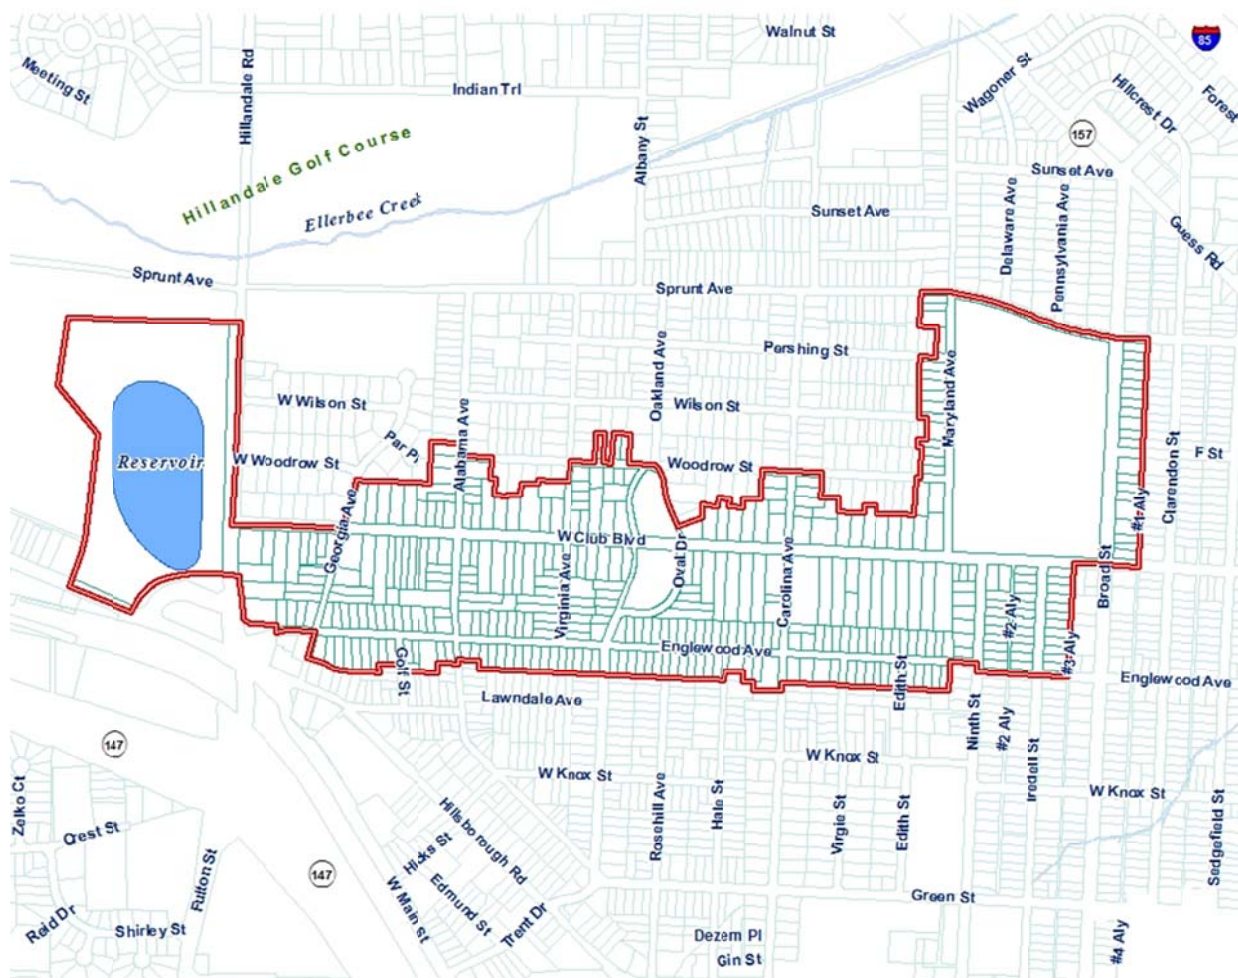 Walnut St
85
Meeting St
Hillandale Rd
Indian Trl
Wagoner St
Hillcrest Dr
Forest
Hillandale Golf Course
Albany St
157
Sunset Ave
Ellerbee Creek
Sunset Ave
Delaware Ave
Pennsylvania Ave
Guess Rd
Sprunt Ave
Sprunt Ave
Oakland Ave
Pershing St
Maryland Ave
W Wilson St
Wilson St
Alabama Ave
Par Pl
Clarendon St
F St
Reservoir
W Woodrow St
Woodrow St
Georgia Ave
#1 Aly
W Club Blvd
Oval Dr
Virginia Ave
Carolina Ave
Broad St
#2 Aly
Englewood Ave
#3 Aly
Golf St
Edith St
Englewood Ave
Lawndale Ave
Ninth St
#2 Aly
147
W Knox St
Iredell St
W Knox St
W Knox St
Zelko Ct
Rosehill Ave
Hale St
Virgie St
Edith St
Sedgefield St
Crest St
Hillsborough Rd
Hicks St
147
Fulton St
W Main St
Edmund St
Trent Dr
Green St
Reid Dr
Shirley St
Dezem Pl
Gin St
#4 Aly